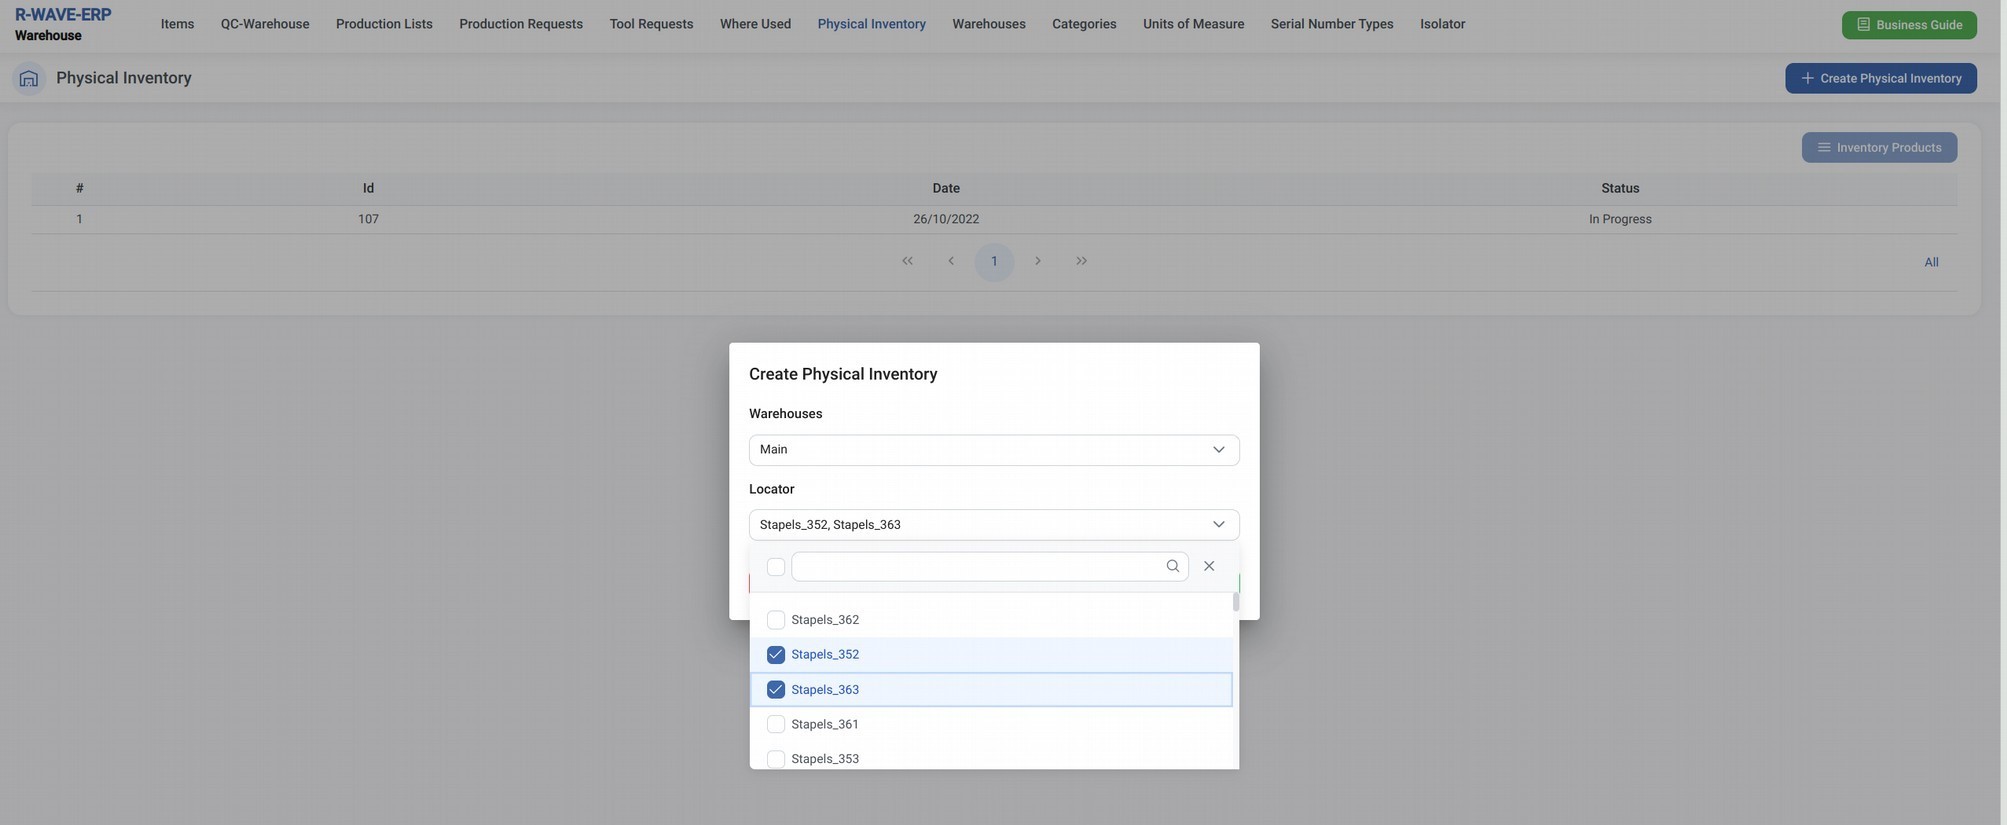 R-WAVE-ERP
Warehouse
Items QC-Warehouse Production Lists Production Requests Tool Requests Where Used Physical Inventory Warehouses Categories Units of Measure Serial Number Types Isolator
Business Guide
Physical Inventory
Create Physical Inventory
Inventory Products
# Id Date Status
1 107 26/10/2022 In Progress
1
All
Create Physical Inventory
Warehouses
Main
Locator
Stapels_352, Stapels_363
Stapels_362
Stapels_352
Stapels_363
Stapels_361
Stapels_353